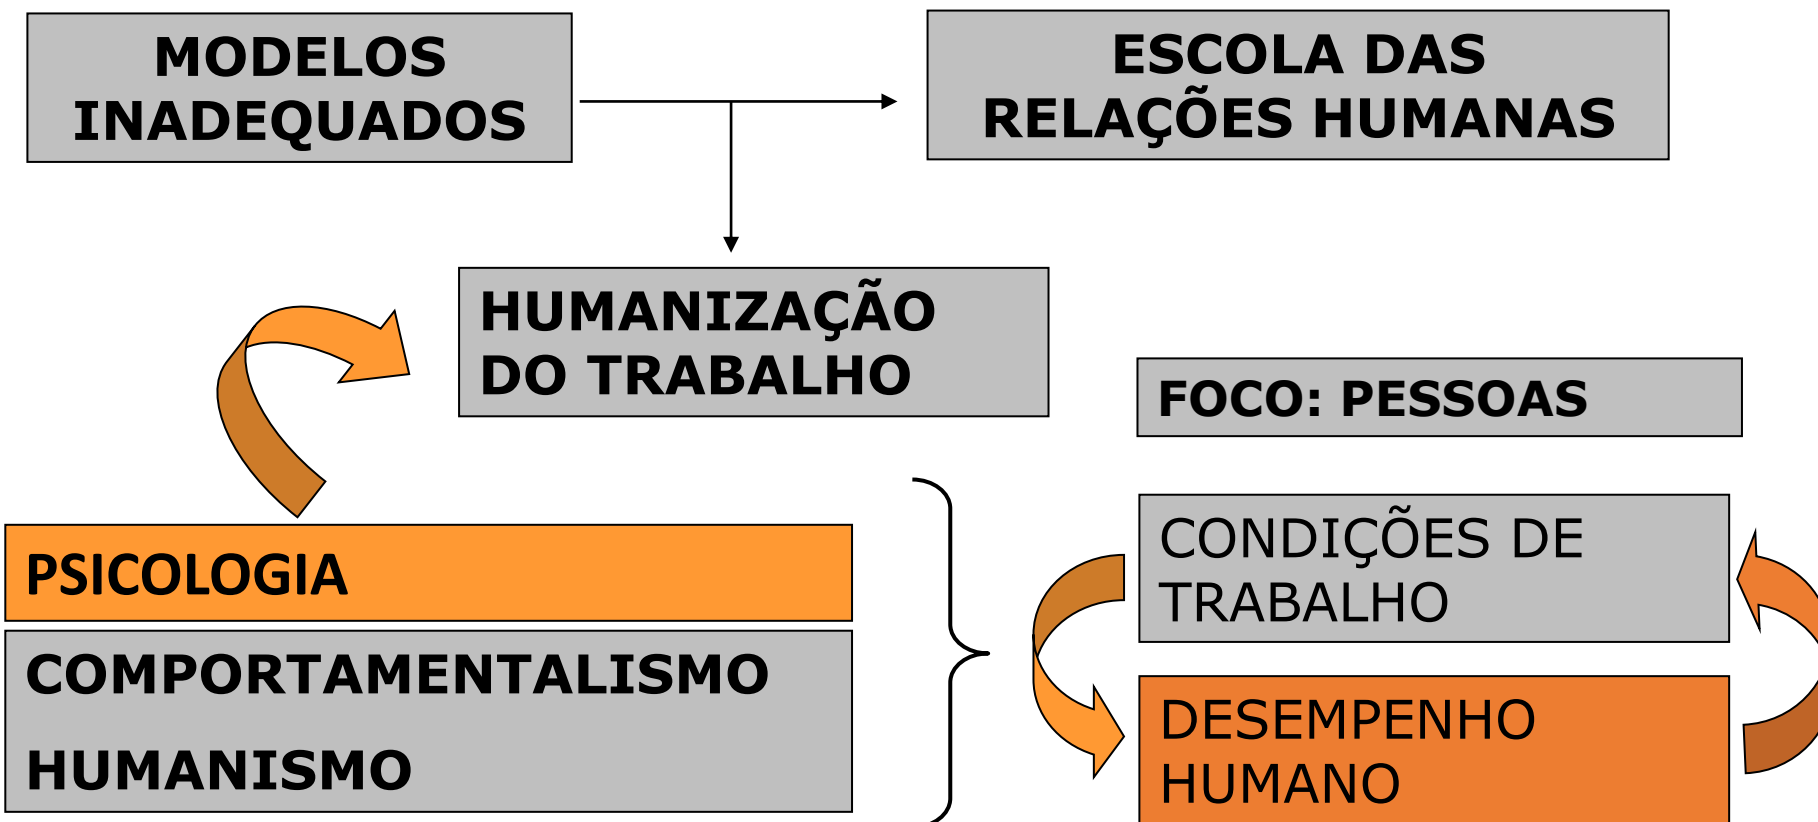 MODELOS
INADEQUADOS
ESCOLA DAS
RELAÇÕES HUMANAS
HUMANIZAÇÃO
DO TRABALHO
FOCO: PESSOAS
PSICOLOGIA
COMPORTAMENTALISMO
HUMANISMO
CONDIÇÕES DE
TRABALHO
DESEMPENHO
HUMANO